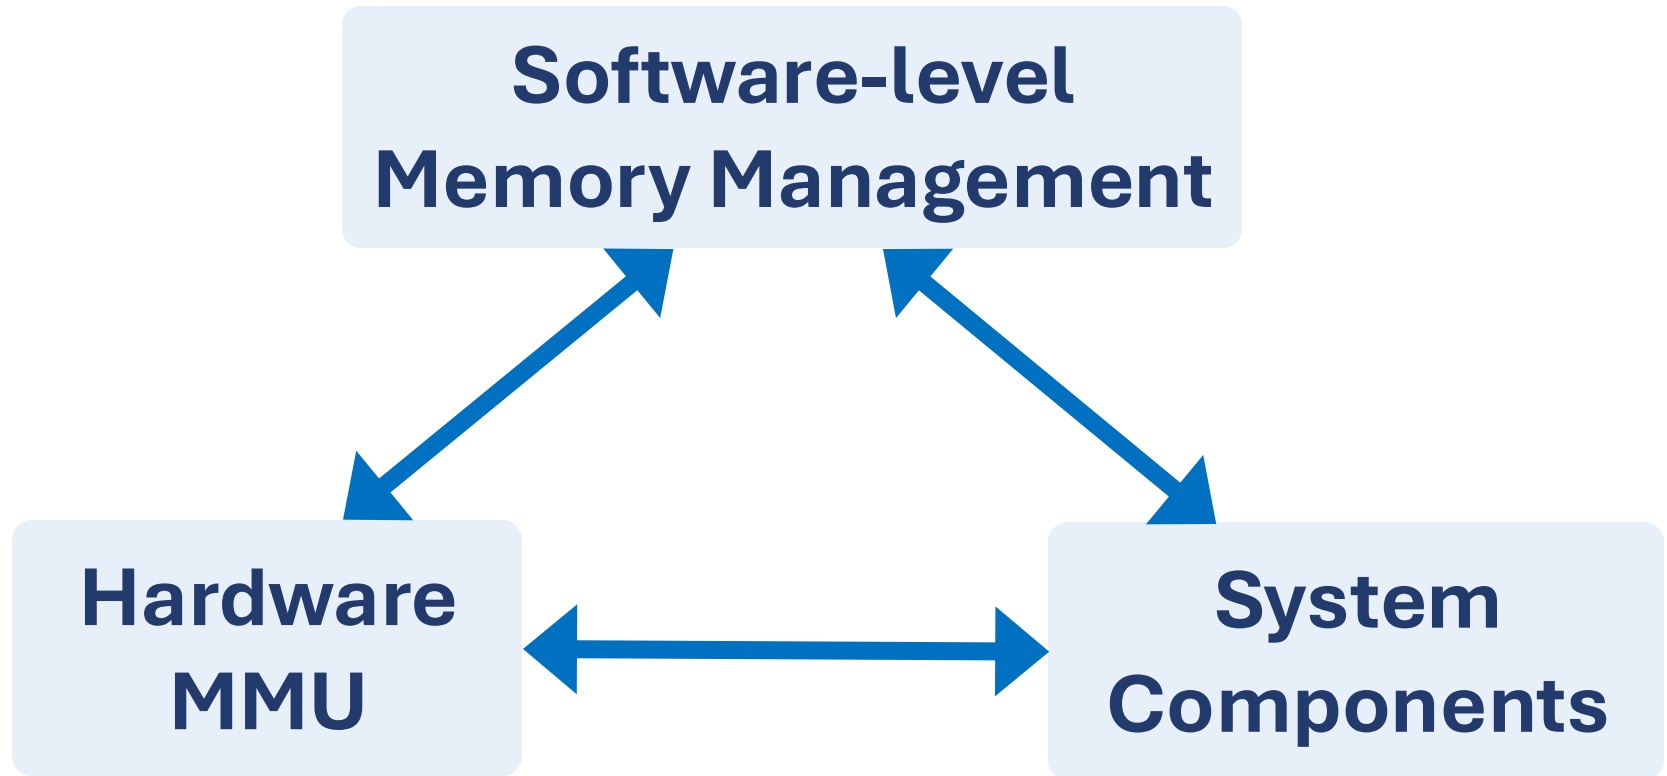 Software-level
Memory Management
Hardware
MMU
System
Components